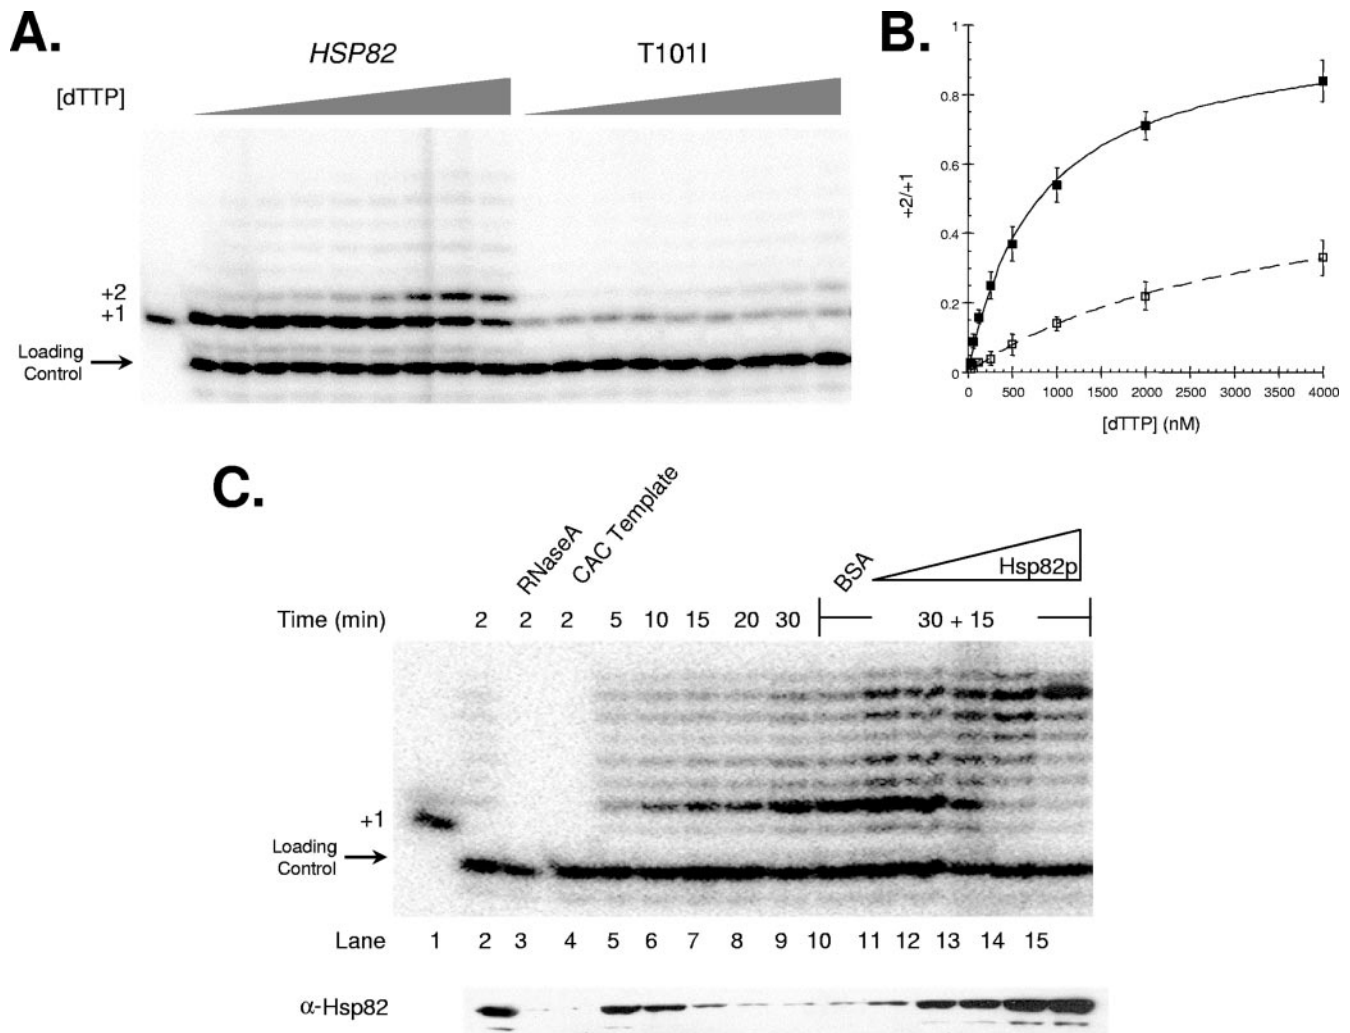 A.
HSP82 T101I
[dTTP]
+2
+1
Loading
Control
B.
1
0.8
0.6
0.4
0.2
0
+2/+1
0 500 1000 1500 2000 2500 3000 3500 4000
[dTTP] (nM)
C.
RNaseA
CAC Template
BSA
Hsp82p
Time (min) 2 2 2 5 10 15 20 30 30 + 15
+1
Loading
Control
Lane 1 2 3 4 5 6 7 8 9 10 11 12 13 14 15
α-Hsp82